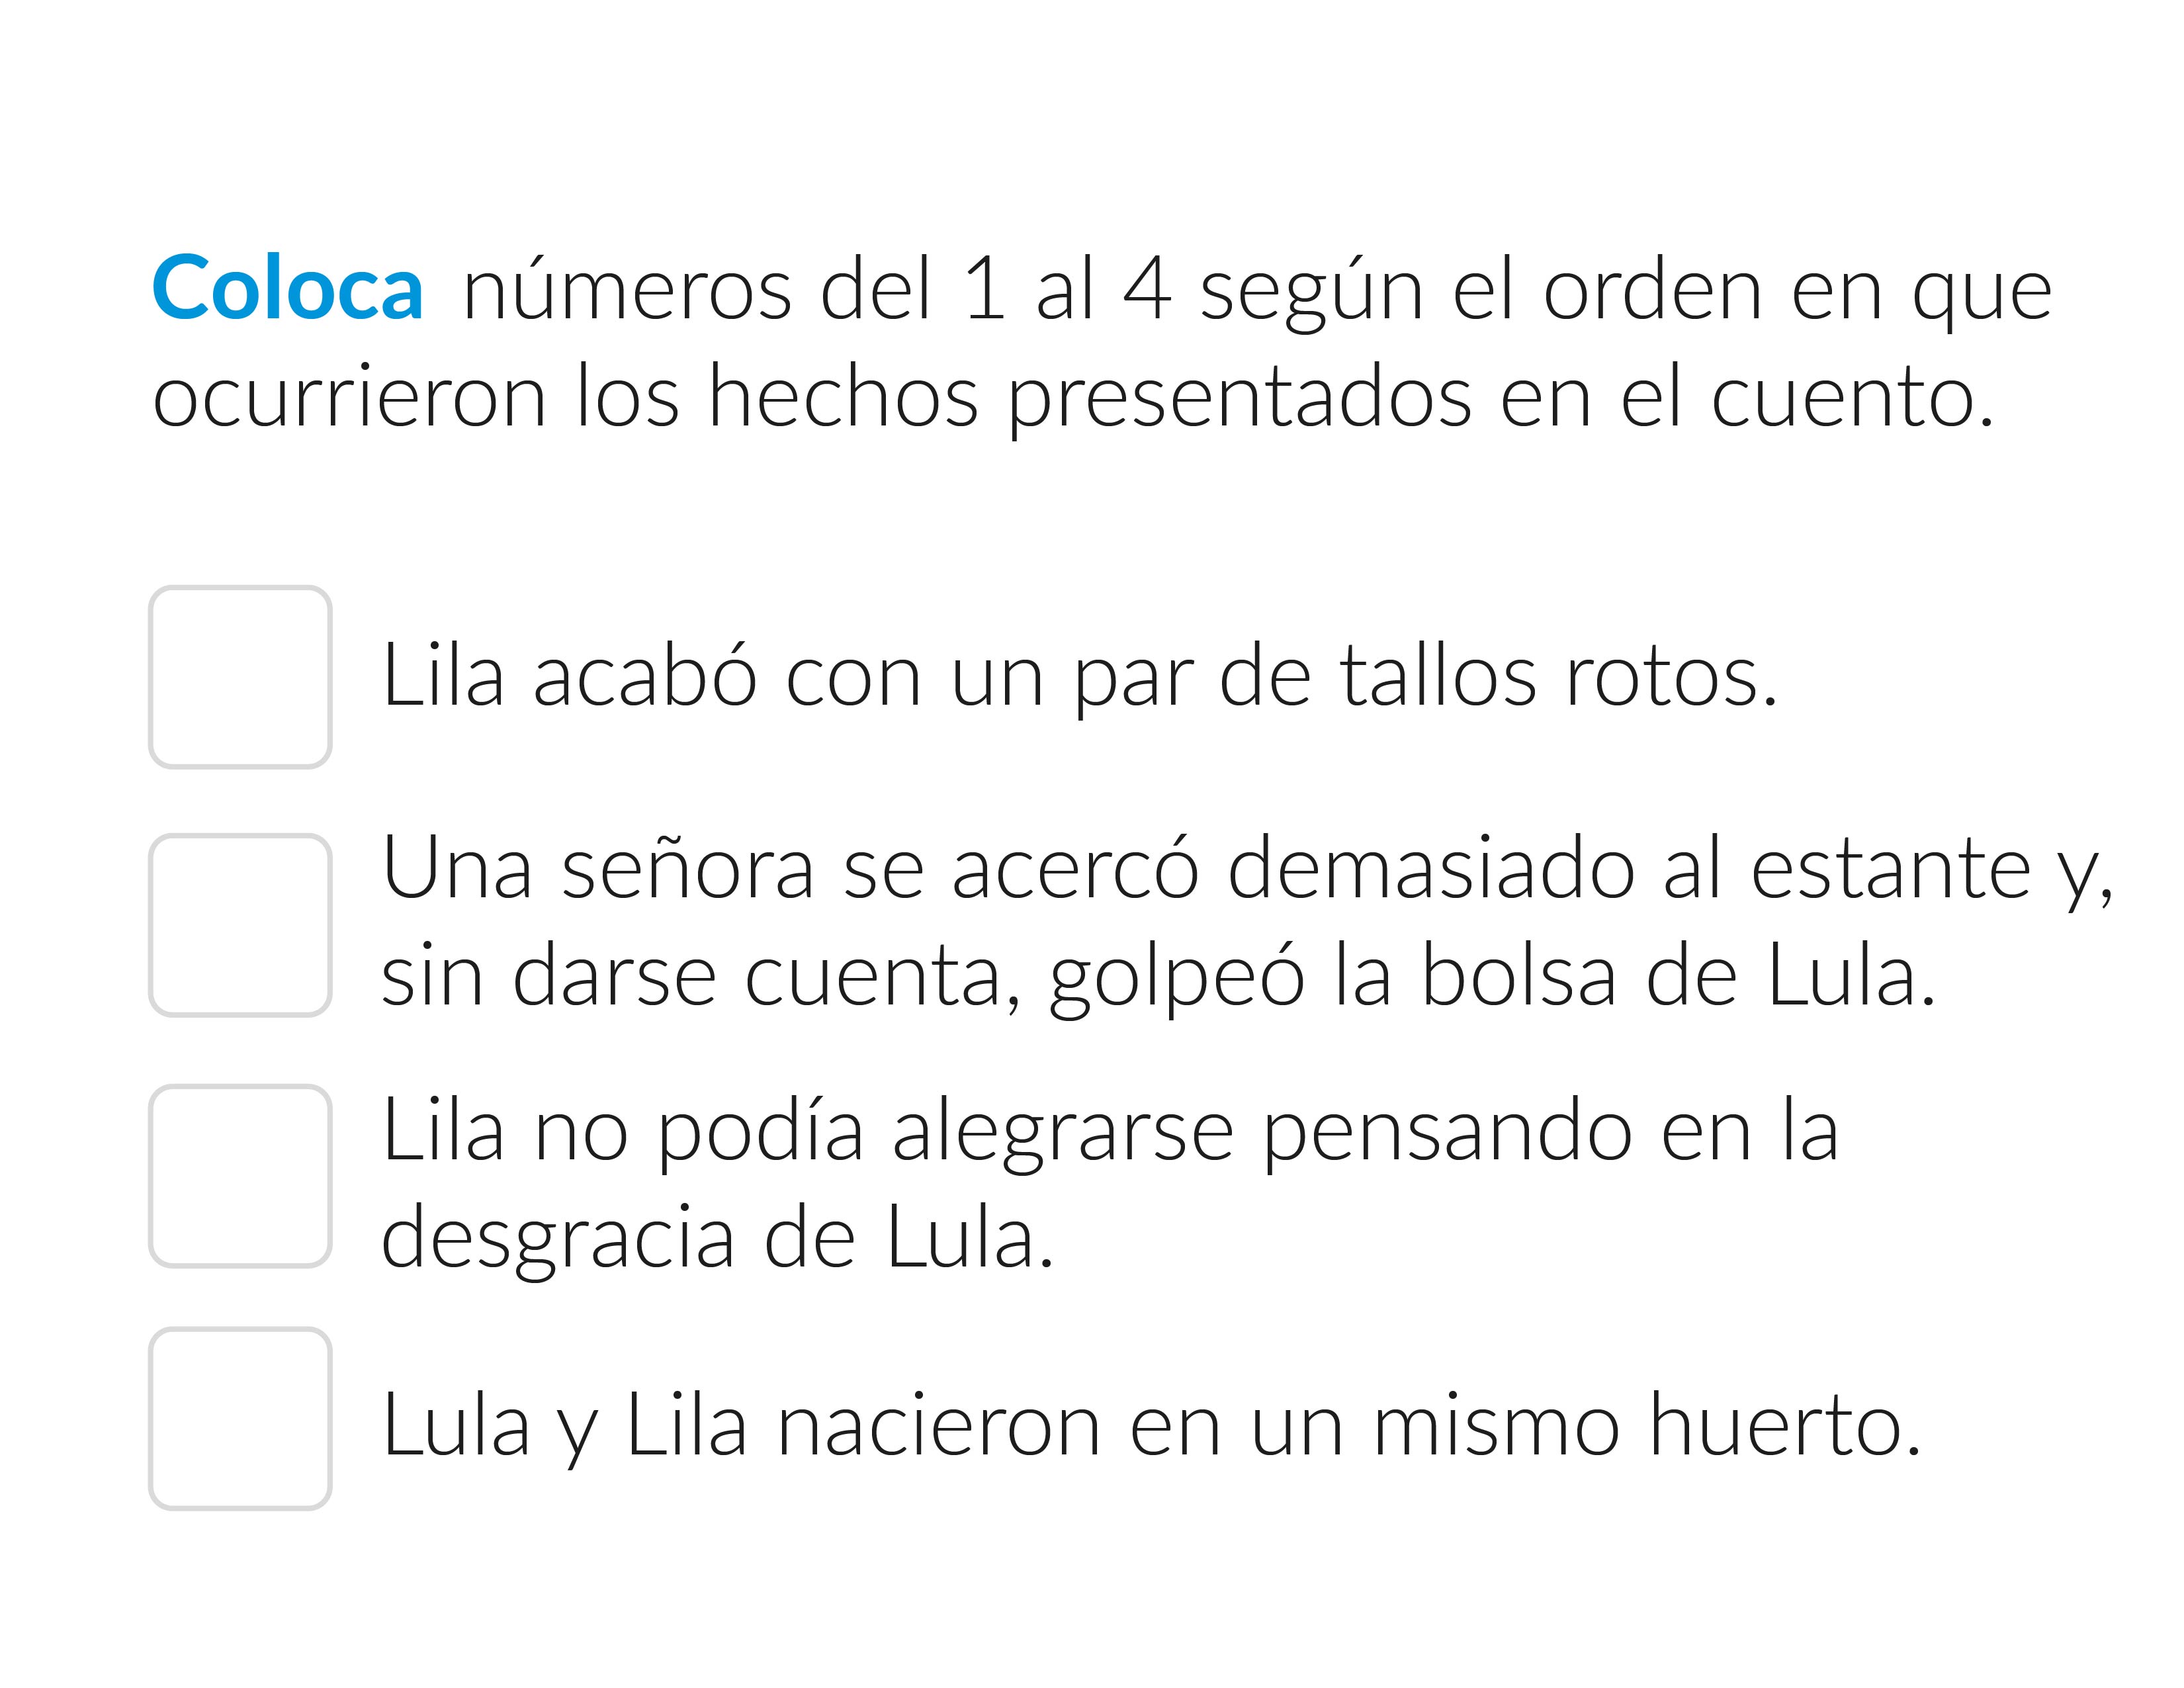 Coloca números del 1 al 4 según el orden en que
ocurrieron los hechos presentados en el cuento.
Lila acabó con un par de tallos rotos.
Una señora se acercó demasiado al estante y,
sin darse cuenta, golpeó la bolsa de Lula.
Lila no podía alegrarse pensando en la
desgracia de Lula.
Lula y Lila nacieron en un mismo huerto.